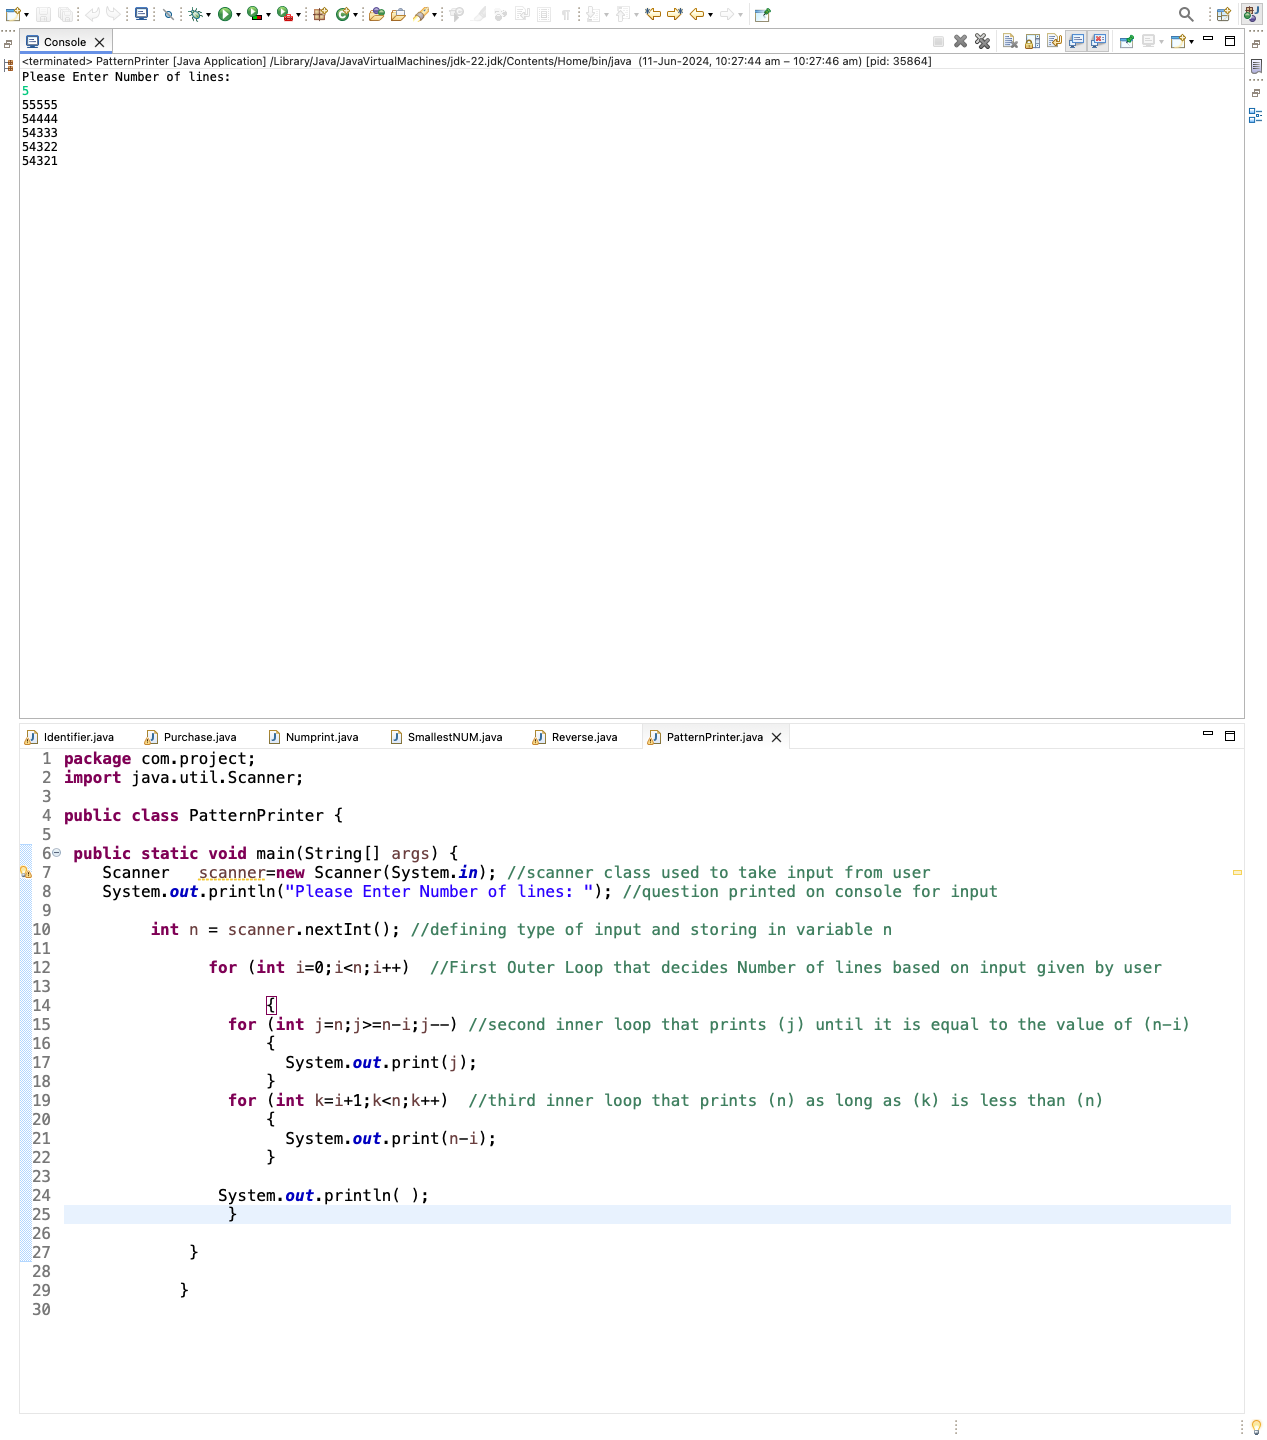 Console
<terminated> PatternPrinter [Java Application] /Library/Java/JavaVirtualMachines/jdk-22.jdk/Contents/Home/bin/java (11-Jun-2024, 10:27:44 am – 10:27:46 am) [pid: 35864]
Please Enter Number of lines:
5
55555
54444
54333
54322
54321
Identifier.java Purchase.java Numprint.java SmallestNUM.java Reverse.java PatternPrinter.java
1 package com.project;
2 import java.util.Scanner;
3
4 public class PatternPrinter {
5
6 public static void main(String[] args) {
7 Scanner scanner=new Scanner(System.in); //scanner class used to take input from user
8 System.out.println("Please Enter Number of lines: "); //question printed on console for input
9
10 int n = scanner.nextInt(); //defining type of input and storing in variable n
11
12 for (int i=0;i<n;i++) //First Outer Loop that decides Number of lines based on input given by user
13
14 {
15 for (int j=n;j>=n-i;j--) //second inner loop that prints (j) until it is equal to the value of (n-i)
16 {
17 System.out.print(j);
18 }
19 for (int k=i+1;k<n;k++) //third inner loop that prints (n) as long as (k) is less than (n)
20 {
21 System.out.print(n-i);
22 }
23
24 System.out.println( );
25 }
26
27 }
28
29 }
30